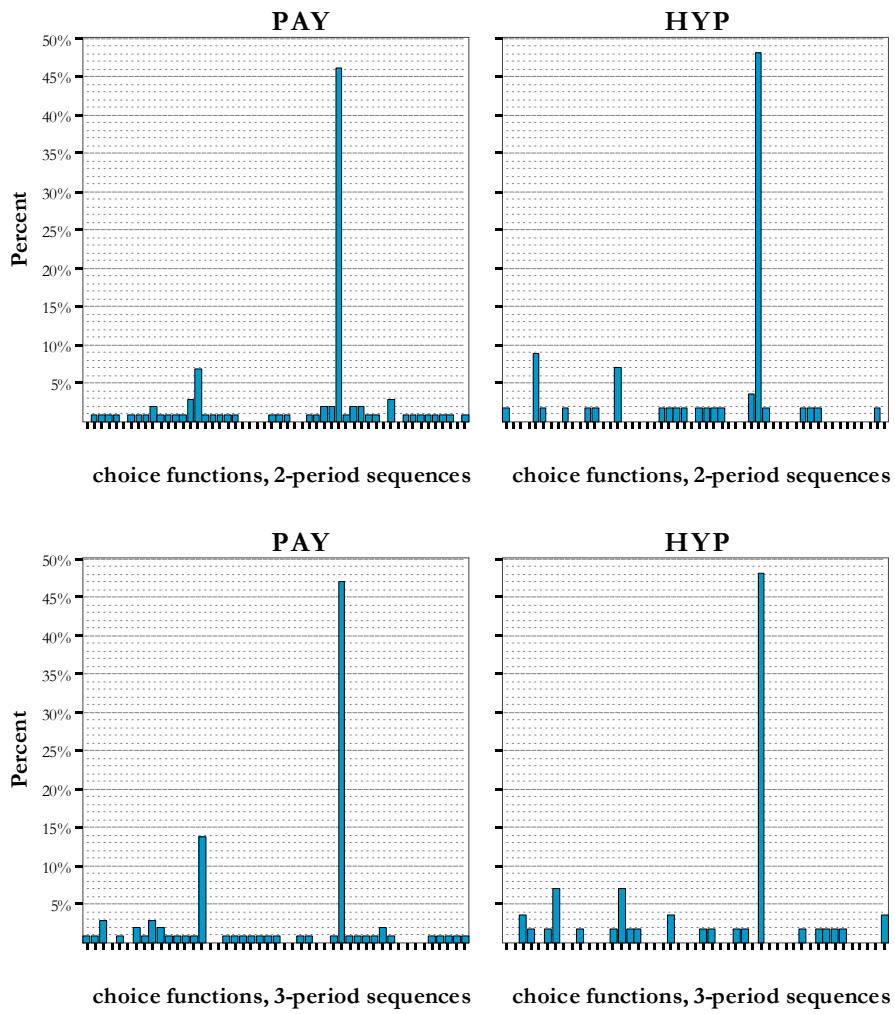 PAY
HYP
50%
45%
40%
35%
30%
25%
20%
15%
10%
5%
Percent
choice functions, 2-period sequences
choice functions, 2-period sequences
PAY
HYP
50%
45%
40%
35%
30%
25%
20%
15%
10%
5%
Percent
choice functions, 3-period sequences
choice functions, 3-period sequences